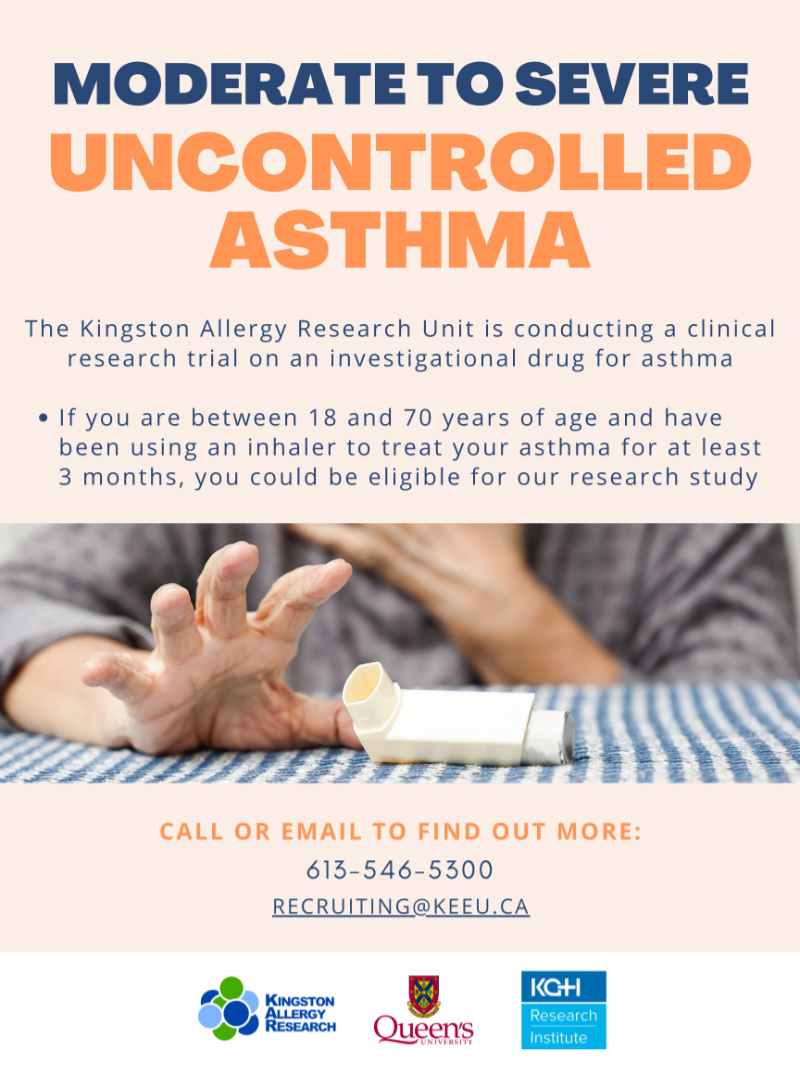 MODERATE TO SEVERE
UNCONTROLLED
ASTHMA
The Kingston Allergy Research Unit is conducting a clinical
research trial on an investigational drug for asthma
• If you are between 18 and 70 years of age and have
been using an inhaler to treat your asthma for at least
3 months, you could be eligible for our research study
CALL OR EMAIL TO FIND OUT MORE:
613-546-5300
RECRUITING@KEEU.CA
KINGSTON
ALLERGY
RESEARCH
Queen's
UNIVERSITY
KGH
Research
Institute